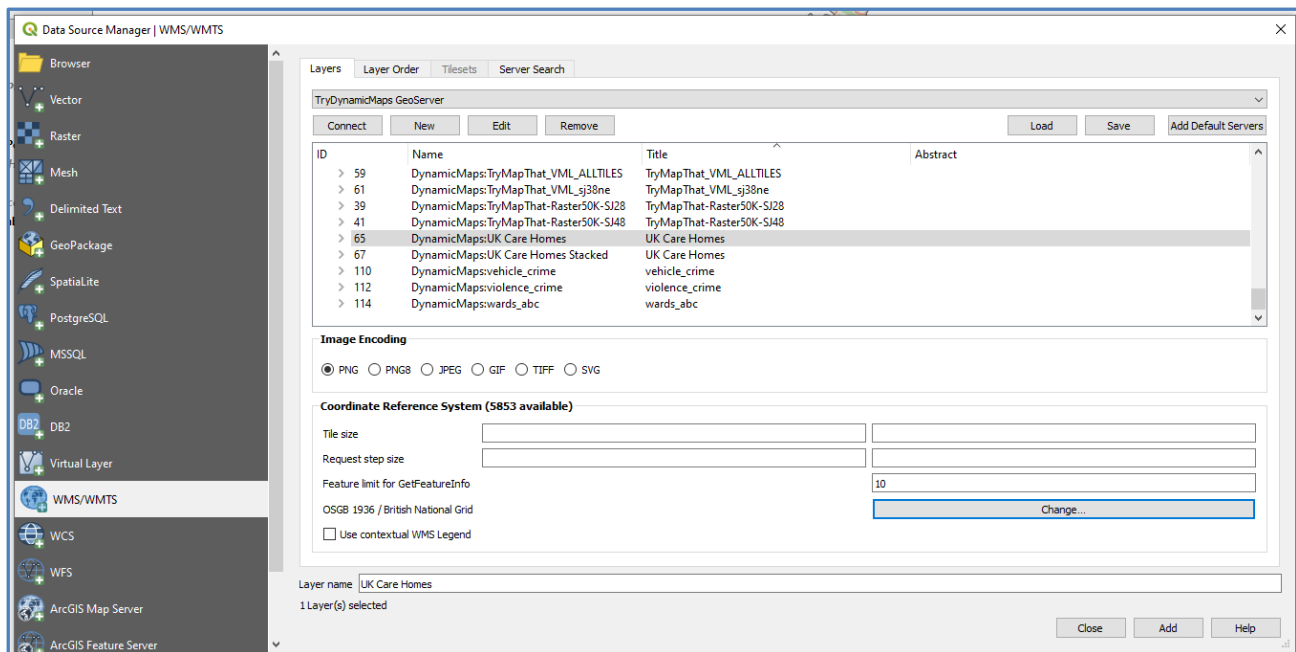 Data Source Manager | WMS/WMTS
Browser
Vector
Raster
Mesh
Delimited Text
GeoPackage
SpatiaLite
PostgreSQL
MSSQL
Oracle
DB2 DB2
Virtual Layer
WMS/WMTS
WCS
WFS
ArcGIS Map Server
ArcGIS Feature Server
Layers Layer Order Tilesets Server Search
TryDynamicMaps GeoServer
Connect New Edit Remove Load Save Add Default Servers
ID Name Title Abstract
59 DynamicMaps:TryMapThat_VML_ALLTILES TryMapThat_VML_ALLTILES
61 DynamicMaps:TryMapThat_VML_sj38ne TryMapThat_VML_sj38ne
39 DynamicMaps:TryMapThat-Raster50K-SJ28 TryMapThat-Raster50K-SJ28
41 DynamicMaps:TryMapThat-Raster50K-SJ48 TryMapThat-Raster50K-SJ48
65 DynamicMaps:UK Care Homes UK Care Homes
67 DynamicMaps:UK Care Homes Stacked UK Care Homes
110 DynamicMaps:vehicle_crime vehicle_crime
112 DynamicMaps:violence_crime violence_crime
114 DynamicMaps:wards_abc wards_abc
Image Encoding
PNG PNG8 JPEG GIF TIFF SVG
Coordinate Reference System (5853 available)
Tile size
Request step size
Feature limit for GetFeatureInfo 10
OSGB 1936 / British National Grid Change...
Use contextual WMS Legend
Layer name UK Care Homes
1 Layer(s) selected
Close Add Help